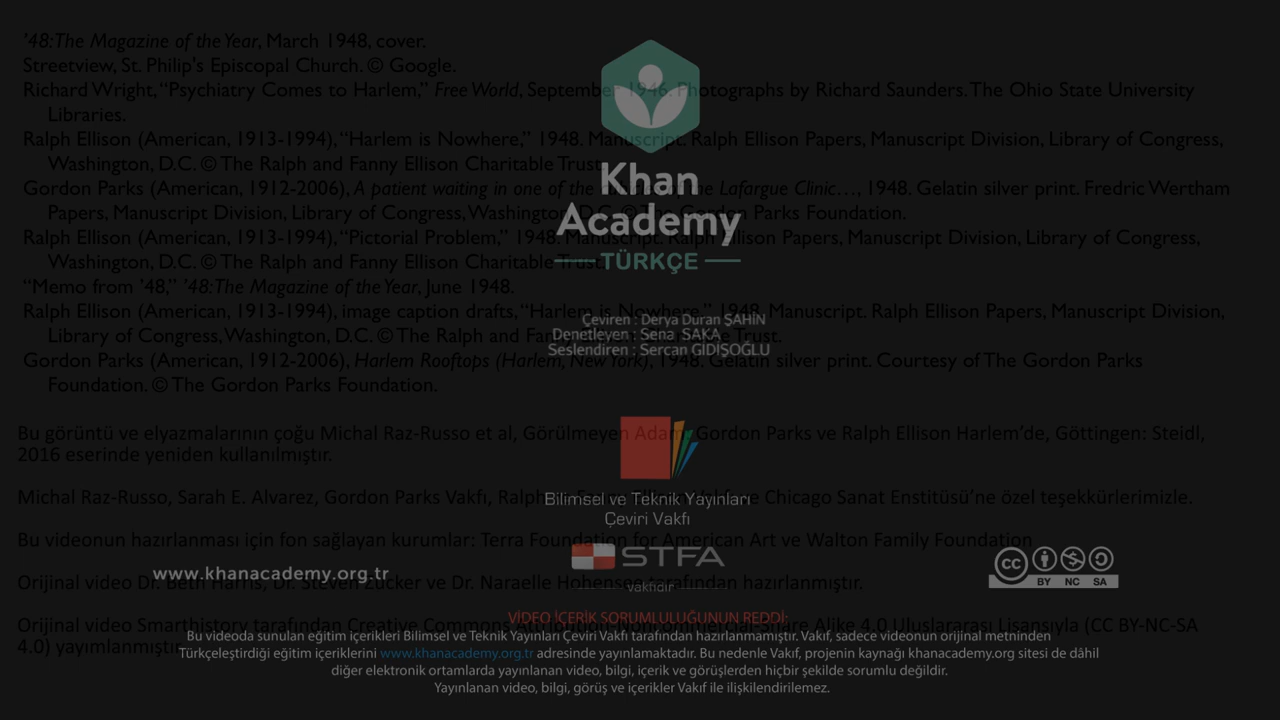 ’48: The Magazine of the Year, March 1948, cover.
Streetview, St. Philip's Episcopal Church. © Google.
Richard Wright, “Psychiatry Comes to Harlem,” Free World, September 1946. Photographs by Richard Saunders. The Ohio State University
Libraries.
Ralph Ellison (American, 1913-1994), “Harlem is Nowhere,” 1948. Manuscript. Ralph Ellison Papers, Manuscript Division, Library of Congress,
Washington, D.C. © The Ralph and Fanny Ellison Charitable Trust.
Gordon Parks (American, 1912-2006), A patient waiting in one of the Lafargue Clinic…, 1948. Gelatin silver print. Fredric Wertham
Papers, Manuscript Division, Library of Congress, Washington, D.C. © The Gordon Parks Foundation.
Ralph Ellison (American, 1913-1994), “Pictorial Problem,” 1948. Manuscript. Ralph Ellison Papers, Manuscript Division, Library of Congress,
Washington, D.C. © The Ralph and Fanny Ellison Charitable Trust.
“Memo from ’48,” ’48: The Magazine of the Year, June 1948.
Ralph Ellison (American, 1913-1994), image caption drafts, “Harlem is Nowhere,” 1948. Manuscript. Ralph Ellison Papers, Manuscript Division,
Library of Congress, Washington, D.C. © The Ralph and Fanny Ellison Charitable Trust.
Gordon Parks (American, 1912-2006), Harlem Rooftops (Harlem, New York), 1948. Gelatin silver print. Courtesy of The Gordon Parks
Foundation. © The Gordon Parks Foundation.
Khan
Academy
TÜRKÇE
Çeviren : Derya Duran ŞAHİN
Denetleyen : Sena SAKA
Seslendiren : Sercan GİDİŞOĞLU
Bu görüntü ve elyazmalarının çoğu Michal Raz-Russo et al, Görülmeyen Adam: Gordon Parks ve Ralph Ellison Harlem’de, Göttingen: Steidl,
2016 eserinde yeniden kullanılmıştır.
Michal Raz-Russo, Sarah E. Alvarez, Gordon Parks Vakfı, Ralph Chicago Sanat Enstitüsü’ne özel teşekkürlerimizle.
Bilimsel ve Teknik Yayınları
Çeviri Vakfı
Bu videonun hazırlanması için fon sağlayan kurumlar: Terra Foundation for American Art ve Walton Family Foundation
STFA
vakfıdır
Orijinal video Dr. Beth Harris, Dr. Steven Zucker ve Dr. Naraelle Hohensee tarafından hazırlanmıştır.
www.khanacademy.org.tr
cc
BY NC SA
Orijinal video Smarthistory tarafından Creative Commons Attribution-NonCommercial-Share Alike 4.0 Uluslararası Lisansıyla (CC BY-NC-SA
4.0) yayımlanmıştır.
VİDEO İÇERİK SORUMLULUĞUNUN REDDİ:
Bu videoda sunulan eğitim içerikleri Bilimsel ve Teknik Yayınları Çeviri Vakfı tarafından hazırlanmamıştır. Vakıf, sadece videonun orijinal metninden
Türkçeleştirdiği eğitim içeriklerini www.khanacademy.org.tr adresinde yayınlamaktadır. Bu nedenle Vakıf, projenin kaynağı khanacademy.org sitesi de dâhil
diğer elektronik ortamlarda yayınlanan video, bilgi, içerik ve görüşlerden hiçbir şekilde sorumlu değildir.
Yayınlanan video, bilgi, görüş ve içerikler Vakıf ile ilişkilendirilemez.